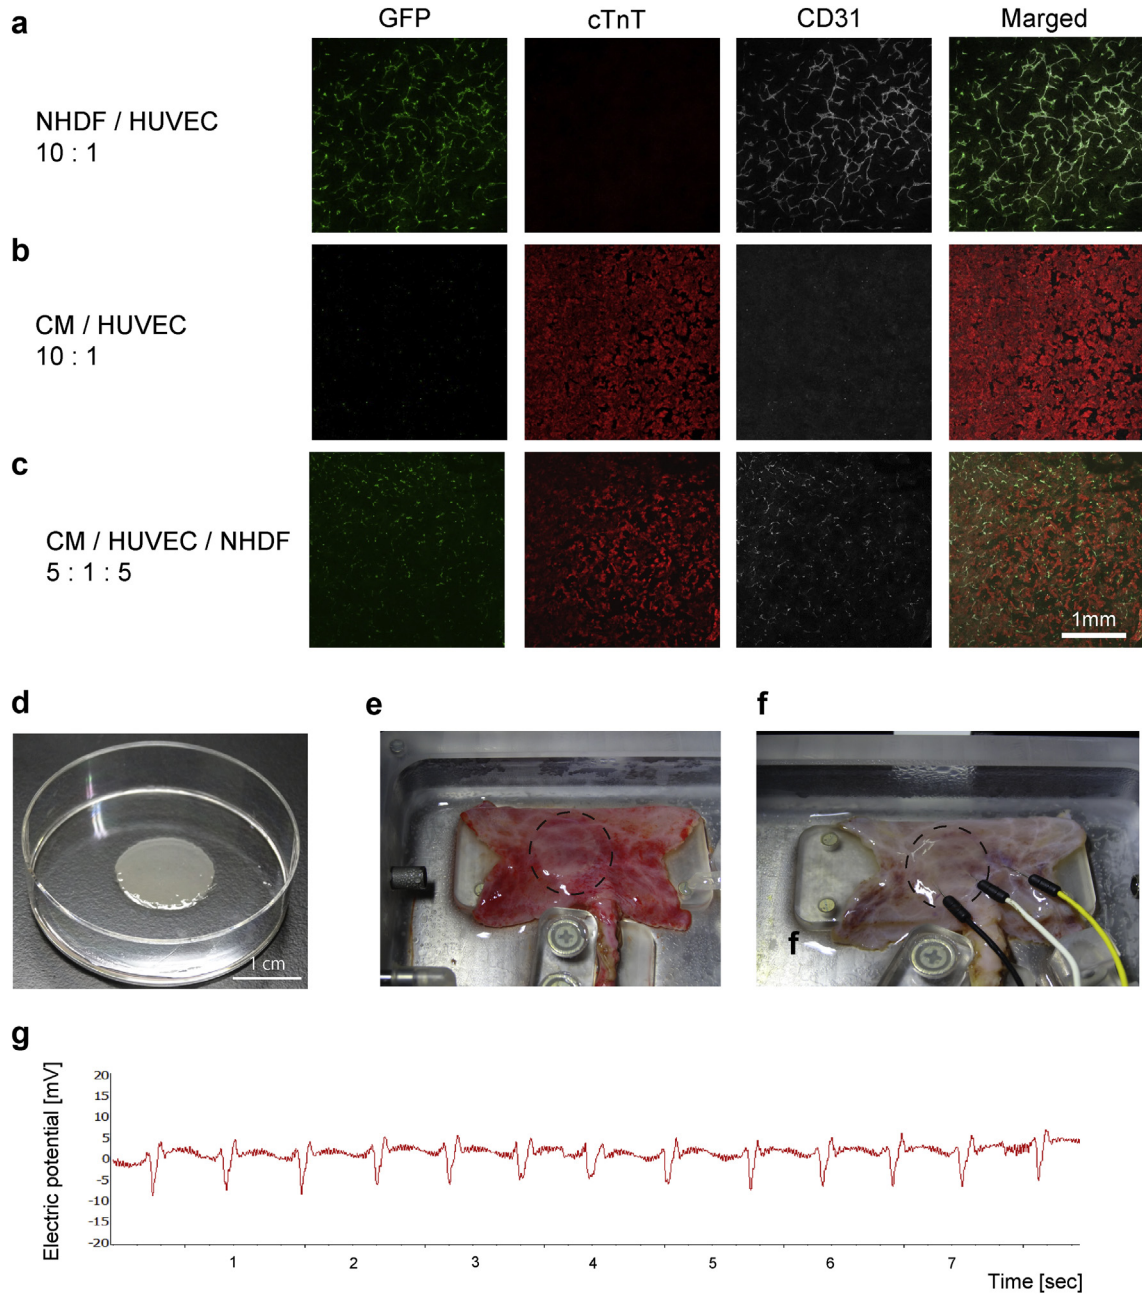 a
GFP
cTnT
CD31
Marged
NHDF / HUVEC
10 : 1
b
CM / HUVEC
10 : 1
c
CM / HUVEC / NHDF
5 : 1 : 5
1mm
d
e
f
1 cm
f
g
Electric potential [mV]
20
15
10
5
0
-5
-10
-15
-20
1
2
3
4
5
6
7
Time [sec]